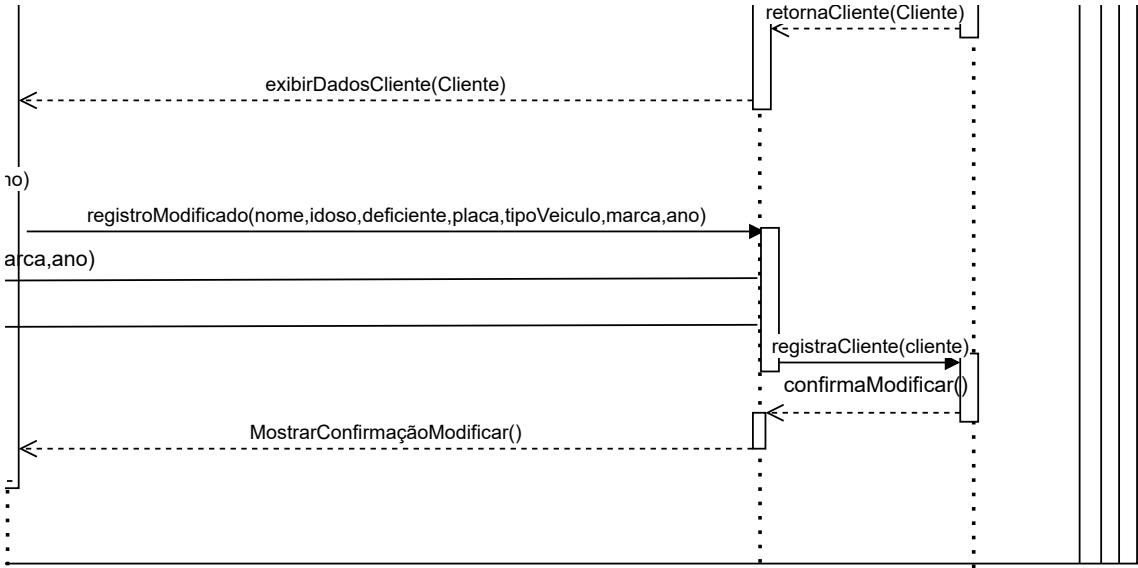 retornaCliente(Cliente)
exibirDadosCliente(Cliente)
no)
registroModificado(nome,idoso,deficiente,placa,tipoVeiculo,marca,ano)
arca,ano)
registraCliente(cliente)
confirmaModificar()
MostrarConfirmaçãoModificar()